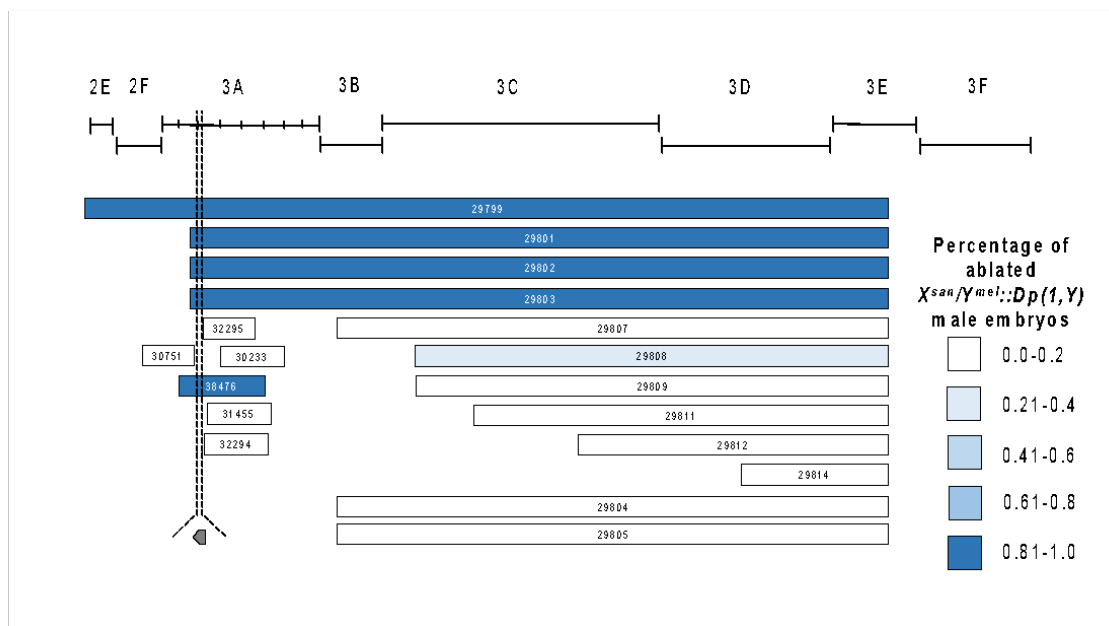 2E 2F 3A 3B 3C 3D 3E 3F
29799
29801
29802
29803
32295 29807
30751 30233 29808
38476 29809
31455 29811
32294 29812
29814
29804
29805
Percentage of
ablated
Xsan/Ymel::Dp(1,Y)
male embryos
0.0-0.2
0.21-0.4
0.41-0.6
0.61-0.8
0.81-1.0